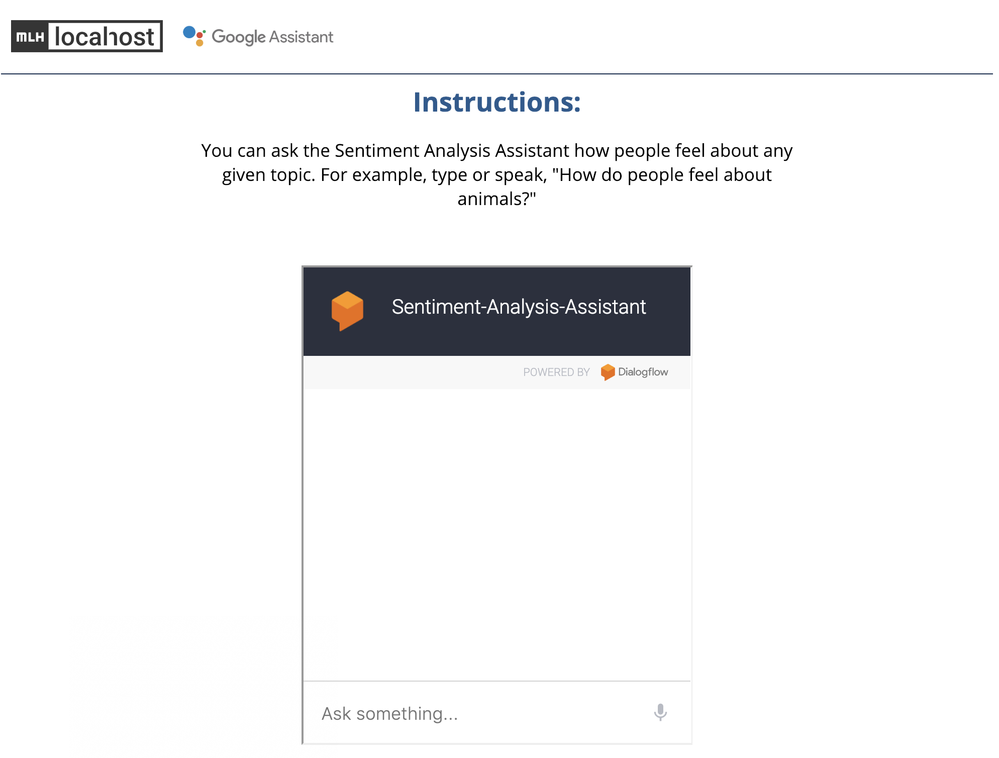 MLH localhost
Google Assistant
Instructions:
You can ask the Sentiment Analysis Assistant how people feel about any
given topic. For example, type or speak, "How do people feel about
animals?"
Sentiment-Analysis-Assistant
POWERED BY Dialogflow
Ask something...